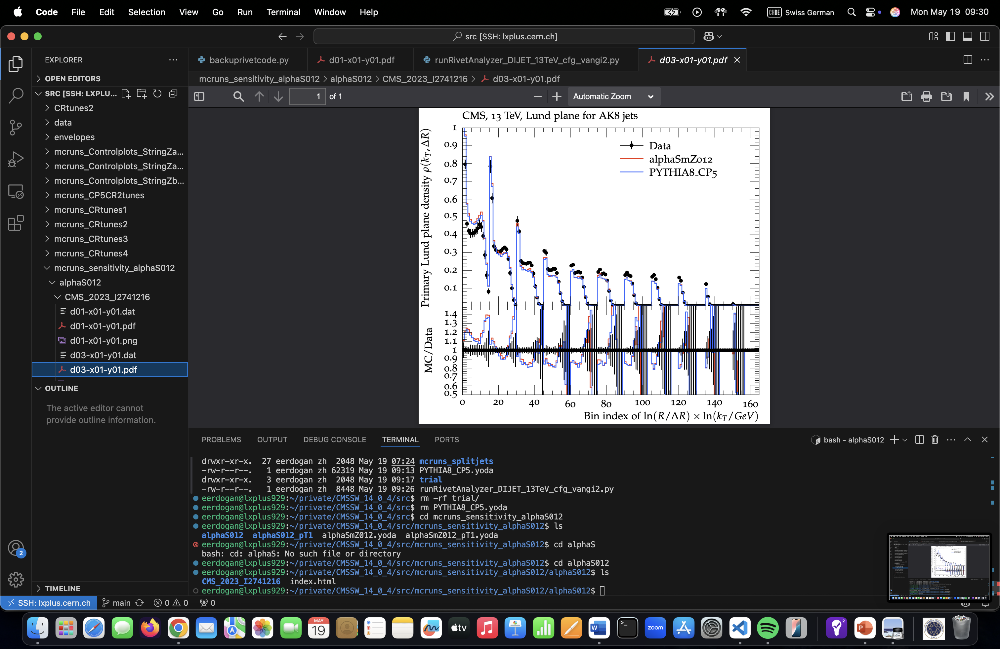 Code File Edit Selection View Go Run Terminal Window Help CHDE Swiss German Mon May 19 09:30
src [SSH: lxplus.cern.ch]
EXPLORER
backuprivetcode.py d01-x01-y01.pdf runRivetAnalyzer_DIJET_13TeV_cfg_vangi2.py d03-x01-y01.pdf
OPEN EDITORS
mcruns_sensitivity_alphaS012 > alphaS012 > CMS_2023_I2741216 > d03-x01-y01.pdf
SRC [SSH: LXPLU...
1 of 1
Automatic Zoom
CRtunes2
data
envelopes
mcruns_Controlplots_StringZa...
mcruns_Controlplots_StringZa...
mcruns_Controlplots_StringZb...
mcruns_CP5CR2tunes
mcruns_CRtunes1
mcruns_CRtunes2
mcruns_CRtunes3
mcruns_CRtunes4
mcruns_sensitivity_alphaS012
alphaS012
CMS_2023_I2741216
d01-x01-y01.dat
d01-x01-y01.pdf
d01-x01-y01.png
d03-x01-y01.dat
d03-x01-y01.pdf
OUTLINE
The active editor cannot
provide outline information.
TIMELINE
CMS, 13 TeV, Lund plane for AK8 jets
Primary Lund plane density ρ(k_T, ΔR)
1
0.9
0.8
0.7
0.6
0.5
0.4
0.3
0.2
0.1
Data
alphaSmZ012
PYTHIA8_CP5
MC/Data
1.4
1.3
1.2
1.1
1
0.9
0.8
0.7
0.6
0.5
0 20 40 60 80 100 120 140 160
Bin index of ln(R/ΔR) × ln(k_T/GeV)
PROBLEMS OUTPUT DEBUG CONSOLE TERMINAL PORTS
bash - alphaS012
drwxr-xr-x. 27 eerdogan zh 2048 May 19 07:24 mcruns_splitjets
-rw-r--r--. 1 eerdogan zh 62319 May 19 09:13 PYTHIA8_CP5.yoda
drwxr-xr-x. 3 eerdogan zh 2048 May 19 09:17 trial
-rw-r--r--. 1 eerdogan zh 8448 May 19 09:26 runRivetAnalyzer_DIJET_13TeV_cfg_vangi2.py
eerdogan@lxplus929:~/private/CMSSW_14_0_4/src$ rm -rf trial/
eerdogan@lxplus929:~/private/CMSSW_14_0_4/src$ rm PYTHIA8_CP5.yoda
eerdogan@lxplus929:~/private/CMSSW_14_0_4/src$ cd mcruns_sensitivity_alphaS012
eerdogan@lxplus929:~/private/CMSSW_14_0_4/src/mcruns_sensitivity_alphaS012$ ls
alphaS012 alphaS012_pT1 alphaSmZ012.yoda alphaSmZ012_pT1.yoda
eerdogan@lxplus929:~/private/CMSSW_14_0_4/src/mcruns_sensitivity_alphaS012$ cd alphaS
bash: cd: alphaS: No such file or directory
eerdogan@lxplus929:~/private/CMSSW_14_0_4/src/mcruns_sensitivity_alphaS012$ cd alphaS012
eerdogan@lxplus929:~/private/CMSSW_14_0_4/src/mcruns_sensitivity_alphaS012/alphaS012$ ls
CMS_2023_I2741216 index.html
eerdogan@lxplus929:~/private/CMSSW_14_0_4/src/mcruns_sensitivity_alphaS012/alphaS012$
2
SSH: lxplus.cern.ch main 0 0 0
MAY
19
tv
W
zoom
2
P